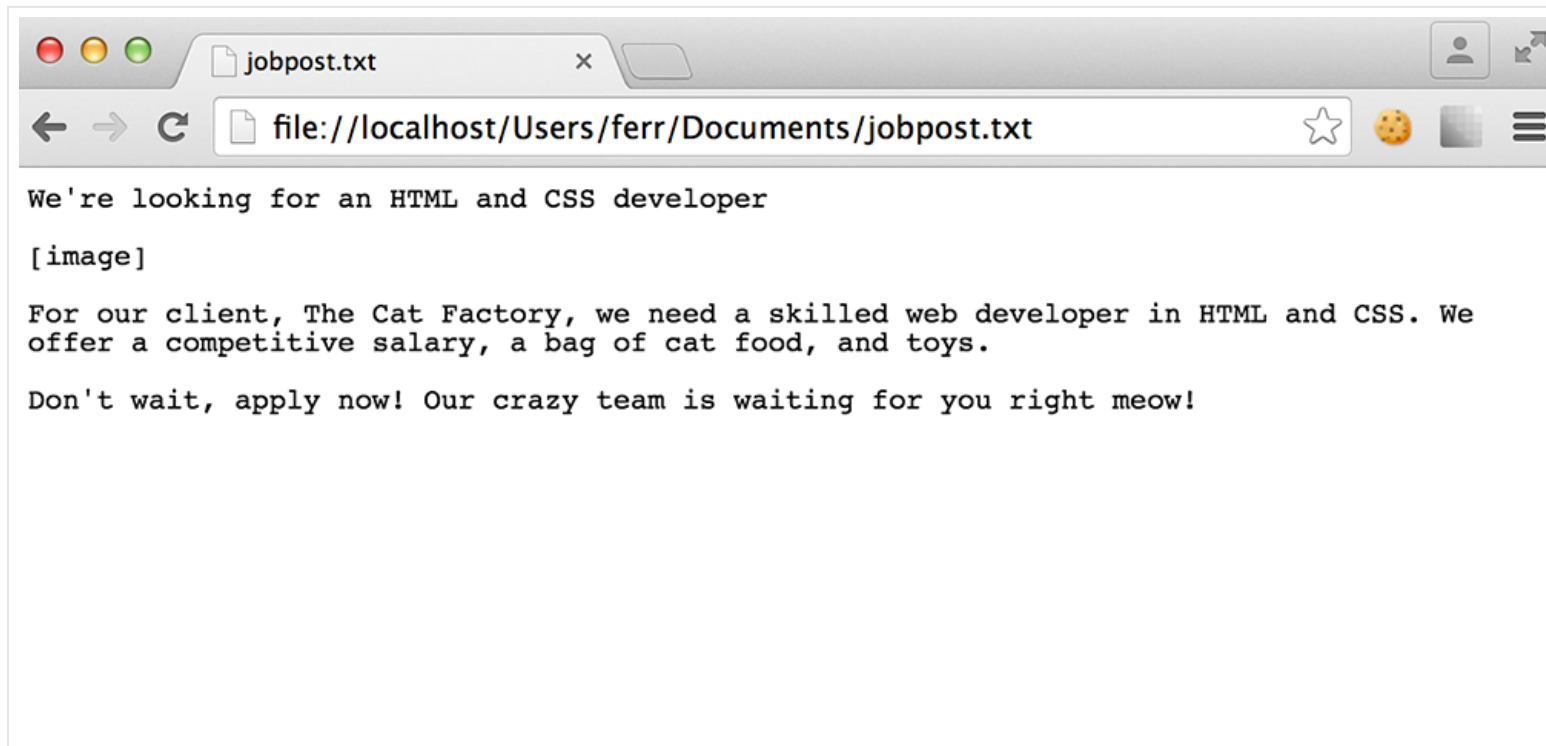 jobpost.txt
file://localhost/Users/ferr/Documents/jobpost.txt
We're looking for an HTML and CSS developer
[image]
For our client, The Cat Factory, we need a skilled web developer in HTML and CSS. We
offer a competitive salary, a bag of cat food, and toys.
Don't wait, apply now! Our crazy team is waiting for you right meow!